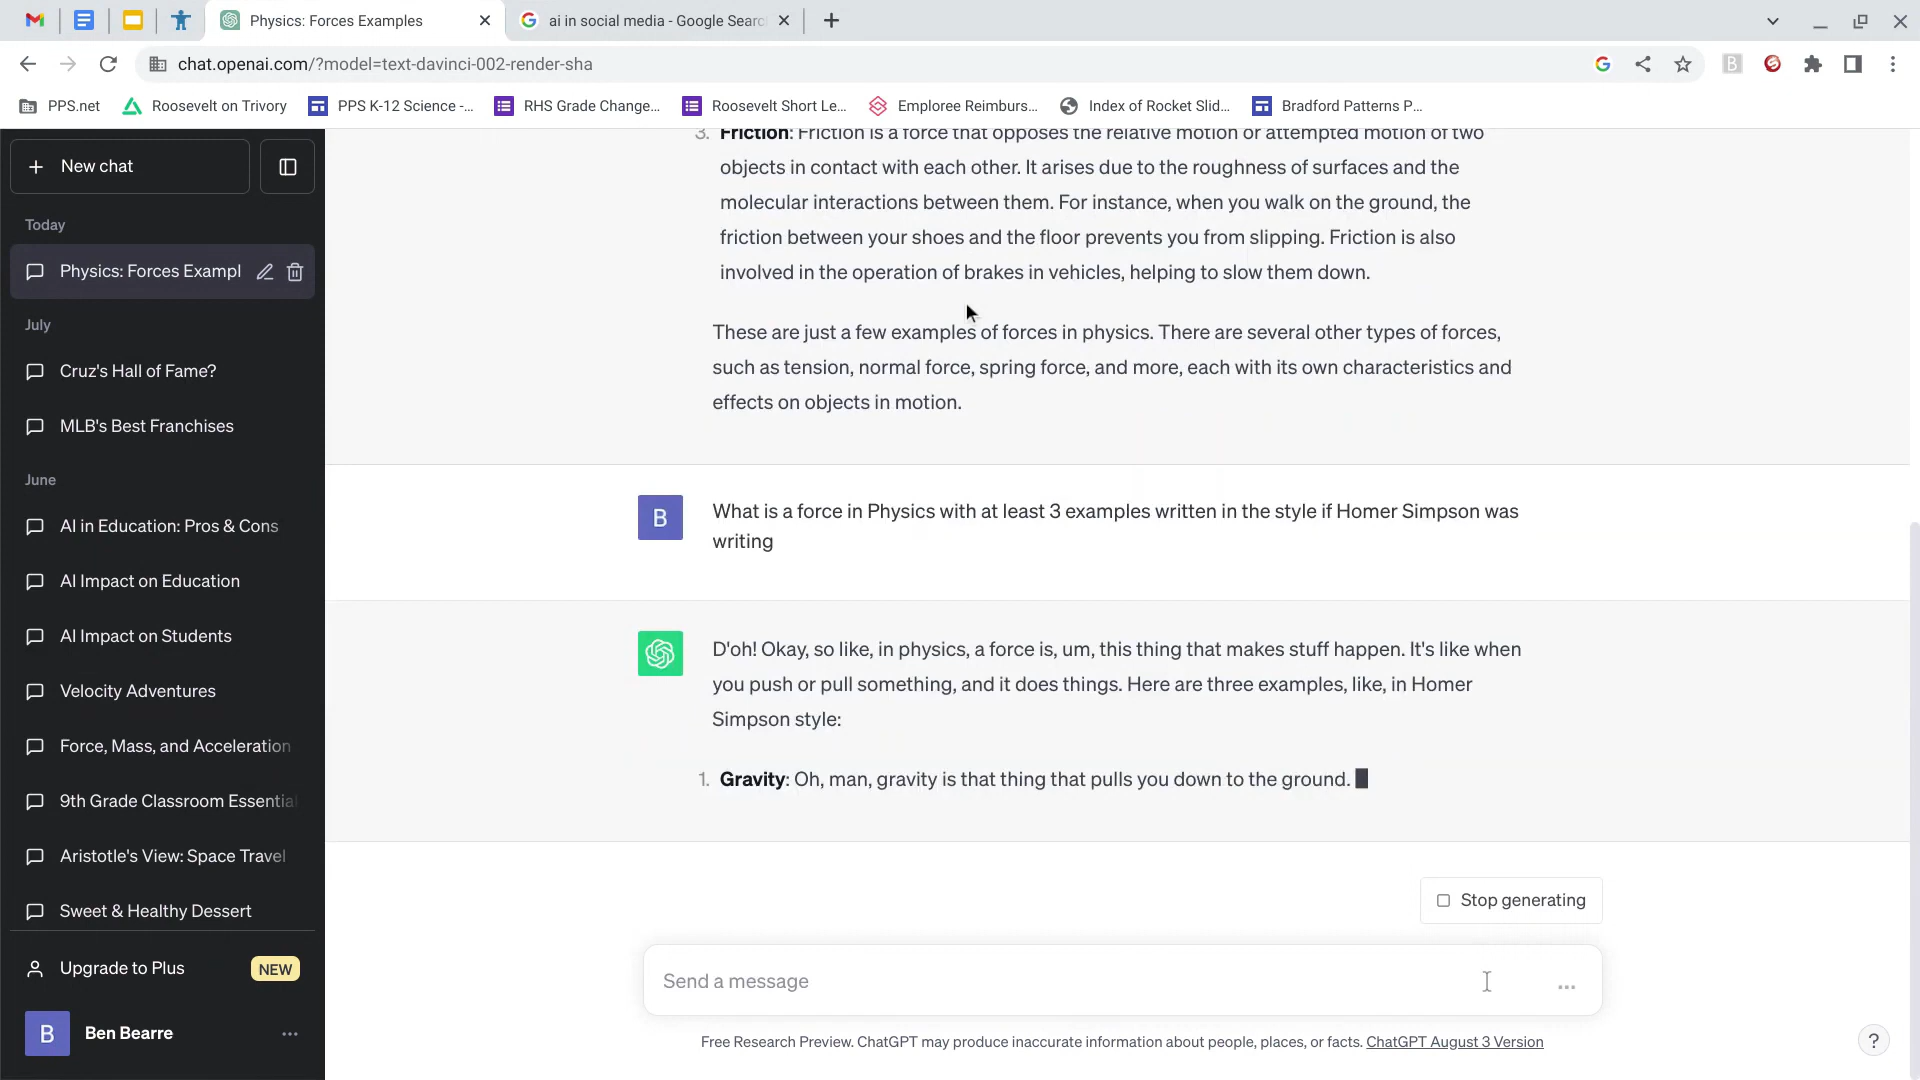 Physics: Forces Examples
ai in social media - Google Searc
chat.openai.com/?model=text-davinci-002-render-sha
PPS.net
Roosevelt on Trivory
PPS K-12 Science -...
RHS Grade Change...
Roosevelt Short Le...
Emploree Reimburs...
Index of Rocket Slid...
Bradford Patterns P...
New chat
Today
Physics: Forces Exampl
July
Cruz's Hall of Fame?
MLB's Best Franchises
June
AI in Education: Pros & Cons
AI Impact on Education
AI Impact on Students
Velocity Adventures
Force, Mass, and Acceleration
9th Grade Classroom Essential
Aristotle's View: Space Travel
Sweet & Healthy Dessert
Upgrade to Plus
NEW
B
Ben Bearre
3. Friction: Friction is a force that opposes the relative motion or attempted motion of two
objects in contact with each other. It arises due to the roughness of surfaces and the
molecular interactions between them. For instance, when you walk on the ground, the
friction between your shoes and the floor prevents you from slipping. Friction is also
involved in the operation of brakes in vehicles, helping to slow them down.
These are just a few examples of forces in physics. There are several other types of forces,
such as tension, normal force, spring force, and more, each with its own characteristics and
effects on objects in motion.
B
What is a force in Physics with at least 3 examples written in the style if Homer Simpson was
writing
D'oh! Okay, so like, in physics, a force is, um, this thing that makes stuff happen. It's like when
you push or pull something, and it does things. Here are three examples, like, in Homer
Simpson style:
1. Gravity: Oh, man, gravity is that thing that pulls you down to the ground.
Stop generating
Send a message
Free Research Preview. ChatGPT may produce inaccurate information about people, places, or facts. ChatGPT August 3 Version
?